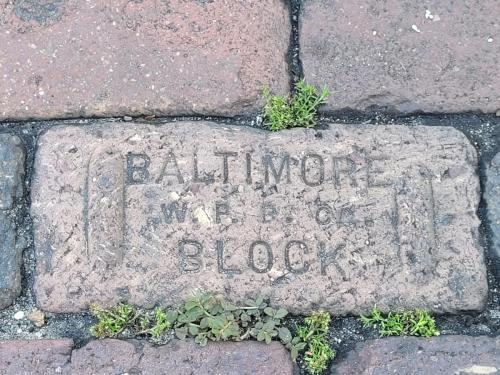 BALTIMORE
W. P. B. CO.
BLOCK